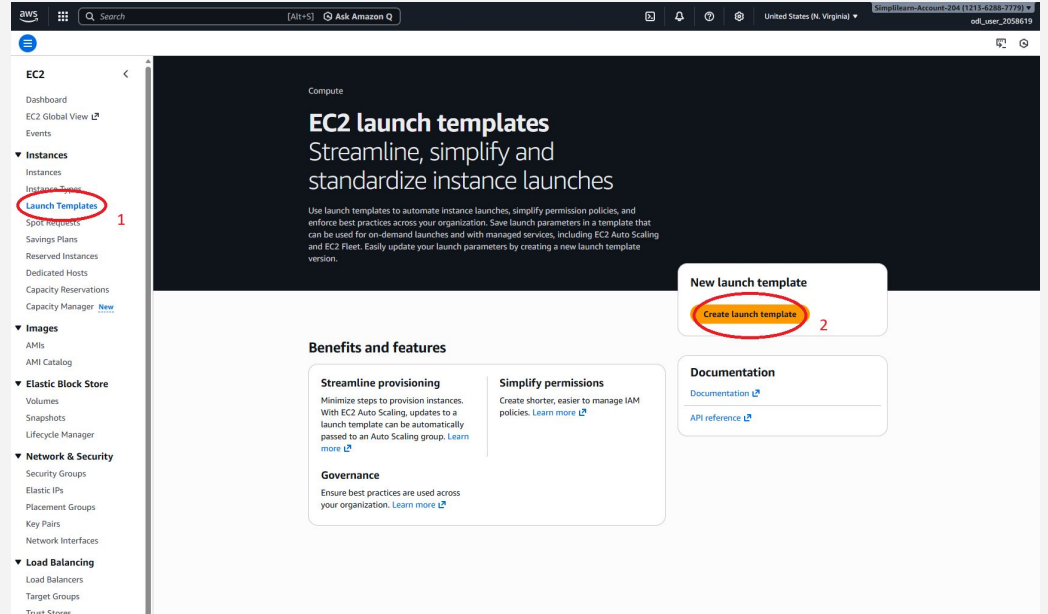 aws
Search
[Alt+S]
Ask Amazon Q
United States (N. Virginia)
Simplilearn-Account-204 (1213-6288-7779)
odl_user_2058619
EC2
Dashboard
EC2 Global View
Events
Instances
Instances
Instance Types
Launch Templates
1
Spot Requests
Savings Plans
Reserved Instances
Dedicated Hosts
Capacity Reservations
Capacity Manager New
Images
AMIs
AMI Catalog
Elastic Block Store
Volumes
Snapshots
Lifecycle Manager
Network & Security
Security Groups
Elastic IPs
Placement Groups
Key Pairs
Network Interfaces
Load Balancing
Load Balancers
Target Groups
Trust Stores
Compute
EC2 launch templates
Streamline, simplify and
standardize instance launches
Use launch templates to automate instance launches, simplify permission policies, and
enforce best practices across your organization. Save launch parameters in a template that
can be used for on-demand launches and with managed services, including EC2 Auto Scaling
and EC2 Fleet. Easily update your launch parameters by creating a new launch template
version.
New launch template
Create launch template
2
Benefits and features
Streamline provisioning
Minimize steps to provision instances.
With EC2 Auto Scaling, updates to a
launch template can be automatically
passed to an Auto Scaling group. Learn
more
Simplify permissions
Create shorter, easier to manage IAM
policies. Learn more
Governance
Ensure best practices are used across
your organization. Learn more
Documentation
Documentation
API reference